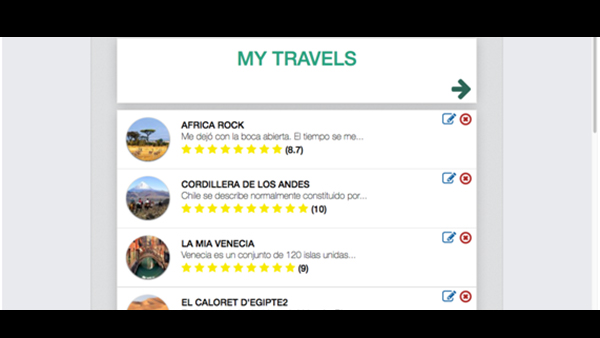 MY TRAVELS
AFRICA ROCK
Me dejó con la boca abierta. El tiempo se me...
(8.7)
CORDILLERA DE LOS ANDES
Chile se describe normalmente constituido por...
(10)
LA MIA VENECIA
Venecia es un conjunto de 120 islas unidas...
(9)
EL CALORET D'EGIPTE2